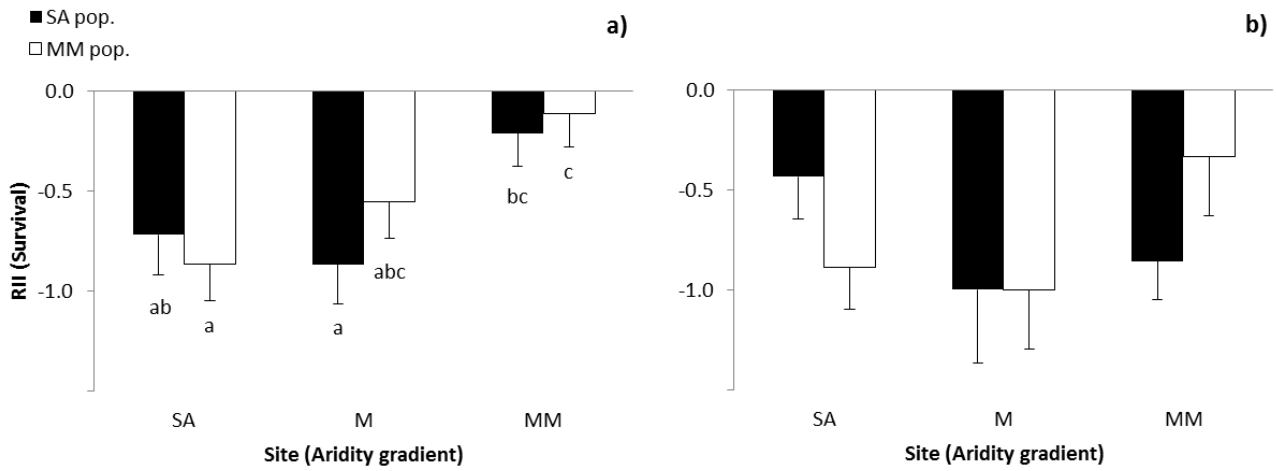 SA pop.
MM pop.
a)
b)
RII (Survival)
0.0
-0.5
-1.0
ab
a
a
abc
bc
c
SA
M
MM
Site (Aridity gradient)
0.0
-0.5
-1.0
SA
M
MM
Site (Aridity gradient)